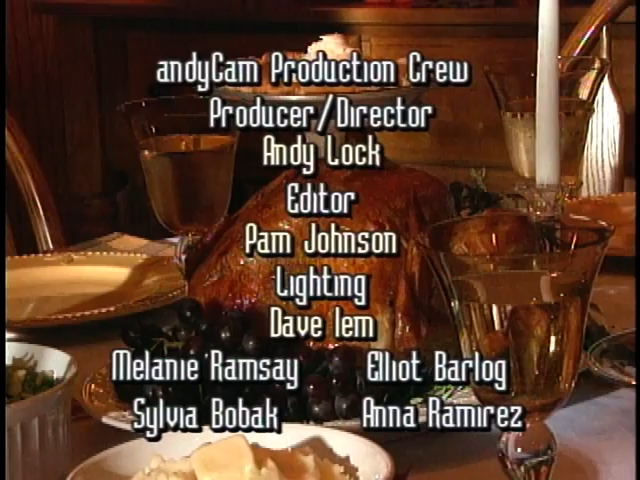 andyCam Production Crew
Producer/Director
Andy Lock
Editor
Pam Johnson
Lighting
Dave Iem
Melanie Ramsay Elliot Barlog
Sylvia Bobak Anna Ramirez